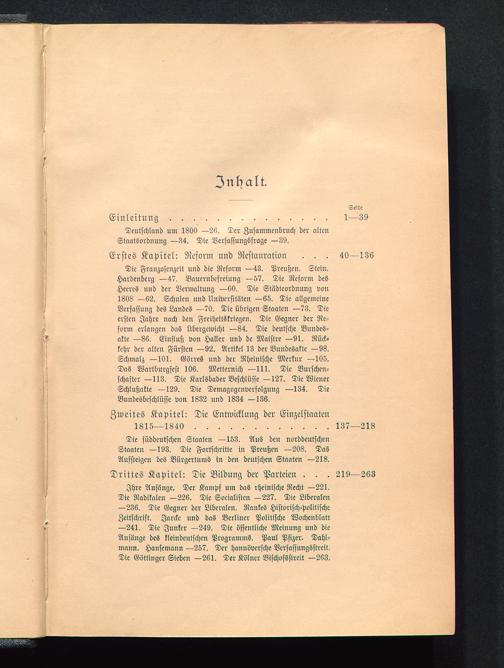 Inhalt.
Seite
Einleitung . . . . . . . . . . . . . . 1—39
Deutschland um 1800 —26. Der Zusammenbruch der alten
Staatsordnung —34. Die Verfassungsfrage —39.
Erstes Kapitel: Reform und Restauration . . . 40—136
Die Franzosenzeit und die Reform —43. Preußen. Stein.
Hardenberg —47. Bauernbefreiung —57. Die Reform des
Heeres und der Verwaltung —60. Die Städteordnung von
1808 —62. Schulen und Universitäten —65. Die allgemeine
Verfassung des Landes —70. Die übrigen Staaten —73. Die
ersten Jahre nach den Freiheitskriegen. Die Gegner der Re-
form erlangen das Übergewicht —84. Die deutsche Bundes-
akte —86. Einfluß von Haller und de Maistre —91. Rück-
kehr der alten Fürsten —92. Artikel 13 der Bundesakte —98.
Schmalz —101. Görres und der Rheinische Merkur —105.
Das Wartburgfest 106. Metternich —111. Die Burschen-
schafter —113. Die Karlsbader Beschlüsse —127. Die Wiener
Schlußakte —129. Die Demagogenverfolgung —134. Die
Bundesbeschlüsse von 1832 und 1834 —136.
Zweites Kapitel: Die Entwicklung der Einzelstaaten
1815—1840 . . . . . . . . . . . . 137—218
Die süddeutschen Staaten —153. Aus den norddeutschen
Staaten —193. Die Fortschritte in Preußen —208. Das
Aufsteigen des Bürgertums in den deutschen Staaten —218.
Drittes Kapitel: Die Bildung der Parteien . . . 219—263
Ihre Anfänge. Der Kampf um das rheinische Recht —221.
Die Radikalen —226. Die Socialisten —227. Die Liberalen
—236. Die Gegner der Liberalen. Rankes Historisch-politische
Zeitschrift. Jarcke und das Berliner Politische Wochenblatt
—241. Die Junker —249. Die öffentliche Meinung und die
Anfänge des kleindeutschen Programms. Paul Pfizer. Dahl-
mann. Hansemann —257. Der hannöversche Verfassungsstreit.
Die Göttinger Sieben —261. Der Kölner Bischofsstreit —263.